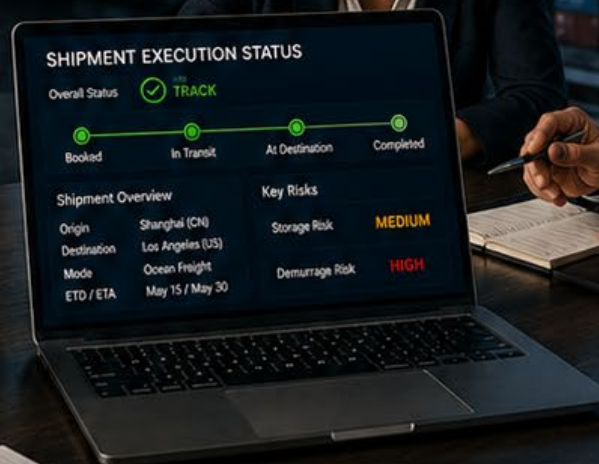 SHIPMENT EXECUTION STATUS
Overall Status TRACK
Booked In Transit At Destination Completed
Shipment Overview
Origin Shanghai (CN)
Destination Los Angeles (US)
Mode Ocean Freight
ETD / ETA May 15 / May 30
Key Risks
Storage Risk MEDIUM
Demurrage Risk HIGH